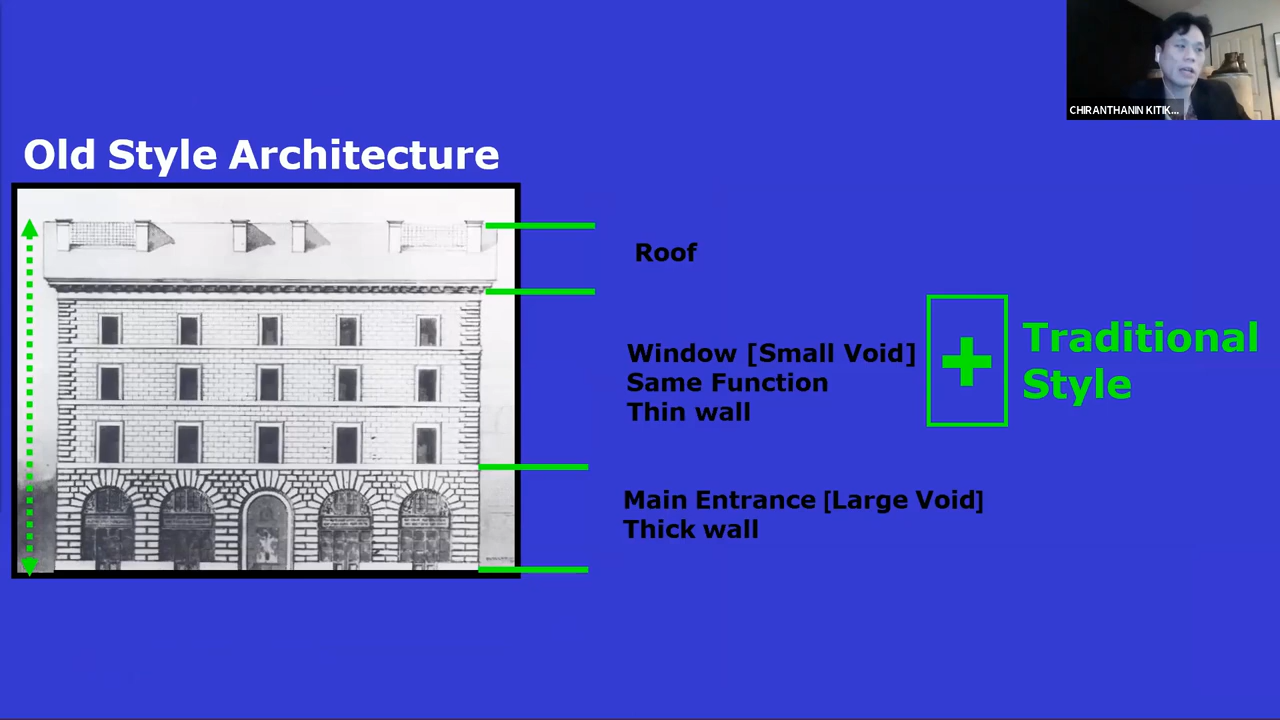 CHIRANTHANIN KITIK...
Old Style Architecture
Roof
Window [Small Void]
Same Function
Thin wall
Traditional
Style
Main Entrance [Large Void]
Thick wall